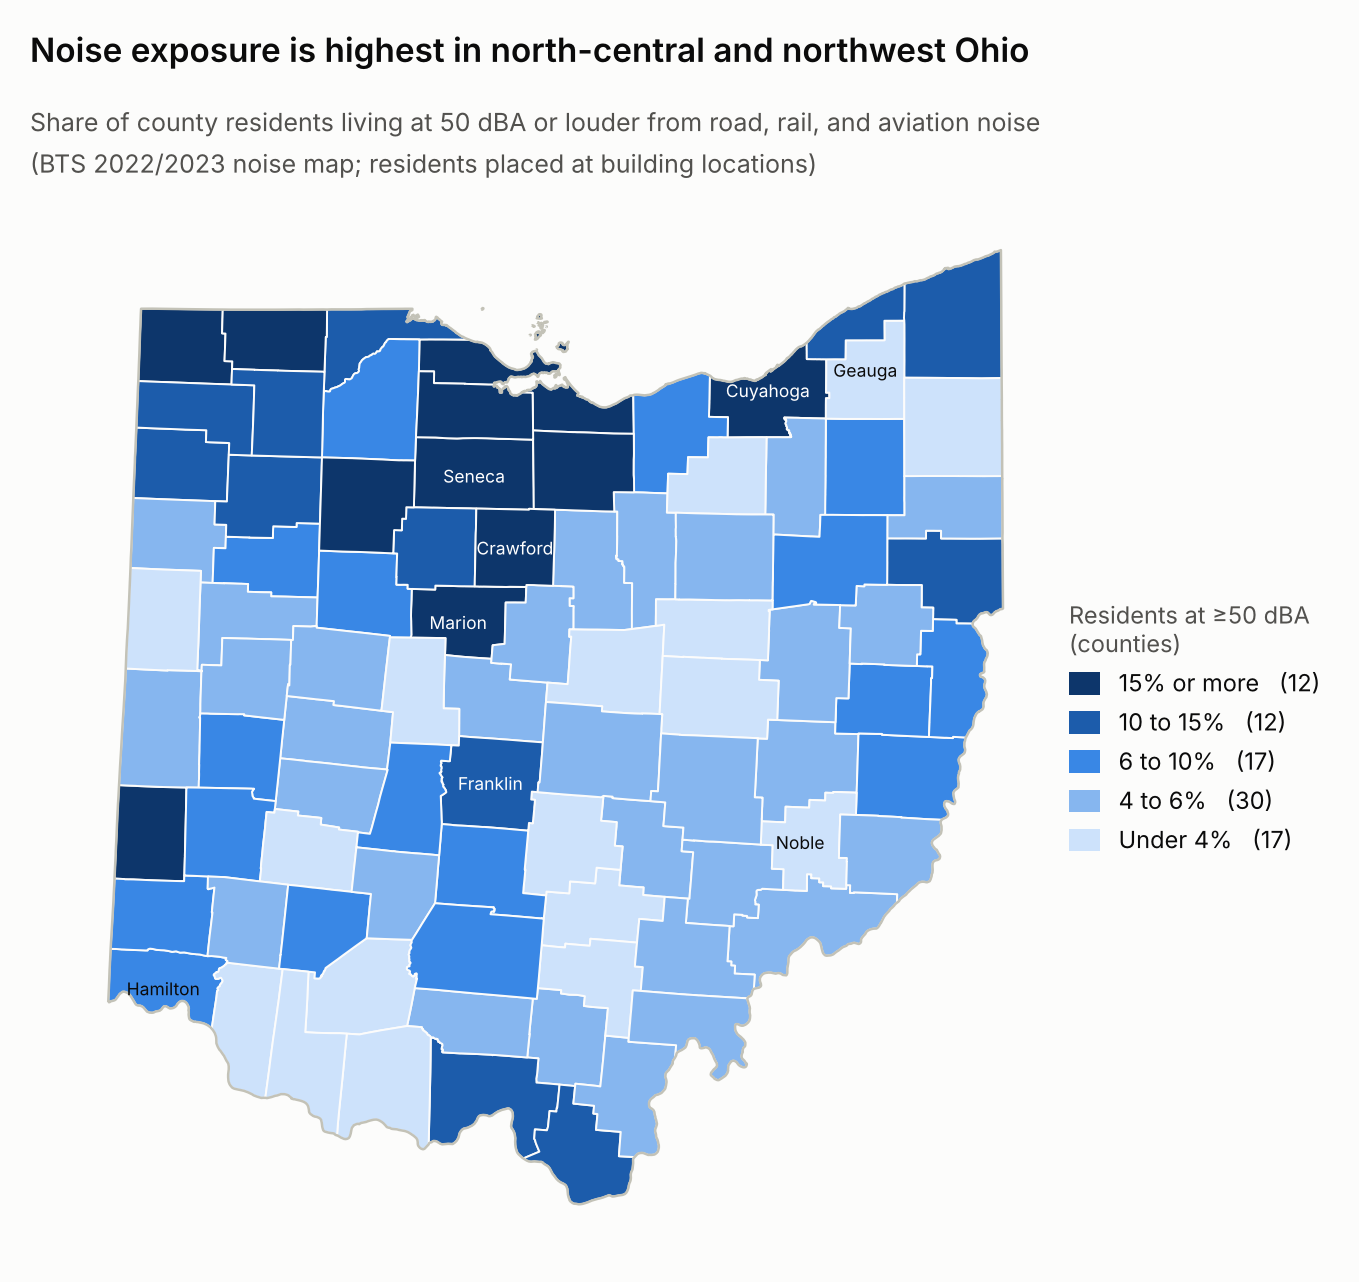 Noise exposure is highest in north-central and northwest Ohio
Share of county residents living at 50 dBA or louder from road, rail, and aviation noise
(BTS 2022/2023 noise map; residents placed at building locations)
Geauga
Cuyahoga
Seneca
Crawford
Marion
Franklin
Noble
Hamilton
Residents at ≥50 dBA
(counties)
15% or more (12)
10 to 15% (12)
6 to 10% (17)
4 to 6% (30)
Under 4% (17)